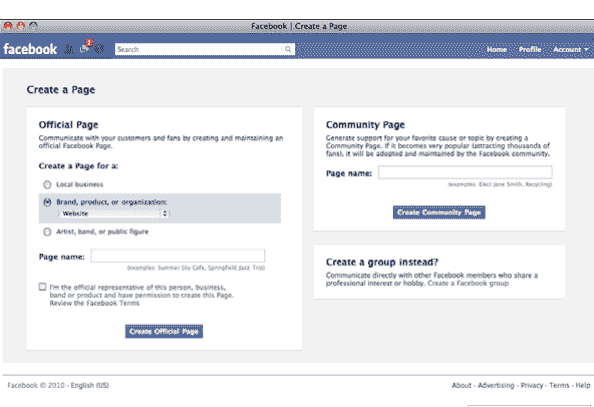 Facebook | Create a Page
facebook
2
Search
Home Profile Account
Create a Page
Official Page
Communicate with your customers and fans by creating and maintaining an
official Facebook Page.
Create a Page for a:
Local business
Brand, product, or organization:
Website
Artist, band, or public figure
Page name:
(examples: Summer Sky Cafe, Springfield Jazz Trio)
I'm the official representative of this person, business,
band or product and have permission to create this Page.
Review the Facebook Terms
Create Official Page
Community Page
Generate support for your favorite cause or topic by creating a
Community Page. If it becomes very popular (attracting thousands of
fans), it will be adopted and maintained by the Facebook community.
Page name:
(examples: Elect Jane Smith, Recycling)
Create Community Page
Create a group instead?
Communicate directly with other Facebook members who share a
professional interest or hobby. Create a Facebook group
Facebook © 2010 · English (US)
About · Advertising · Privacy · Terms · Help